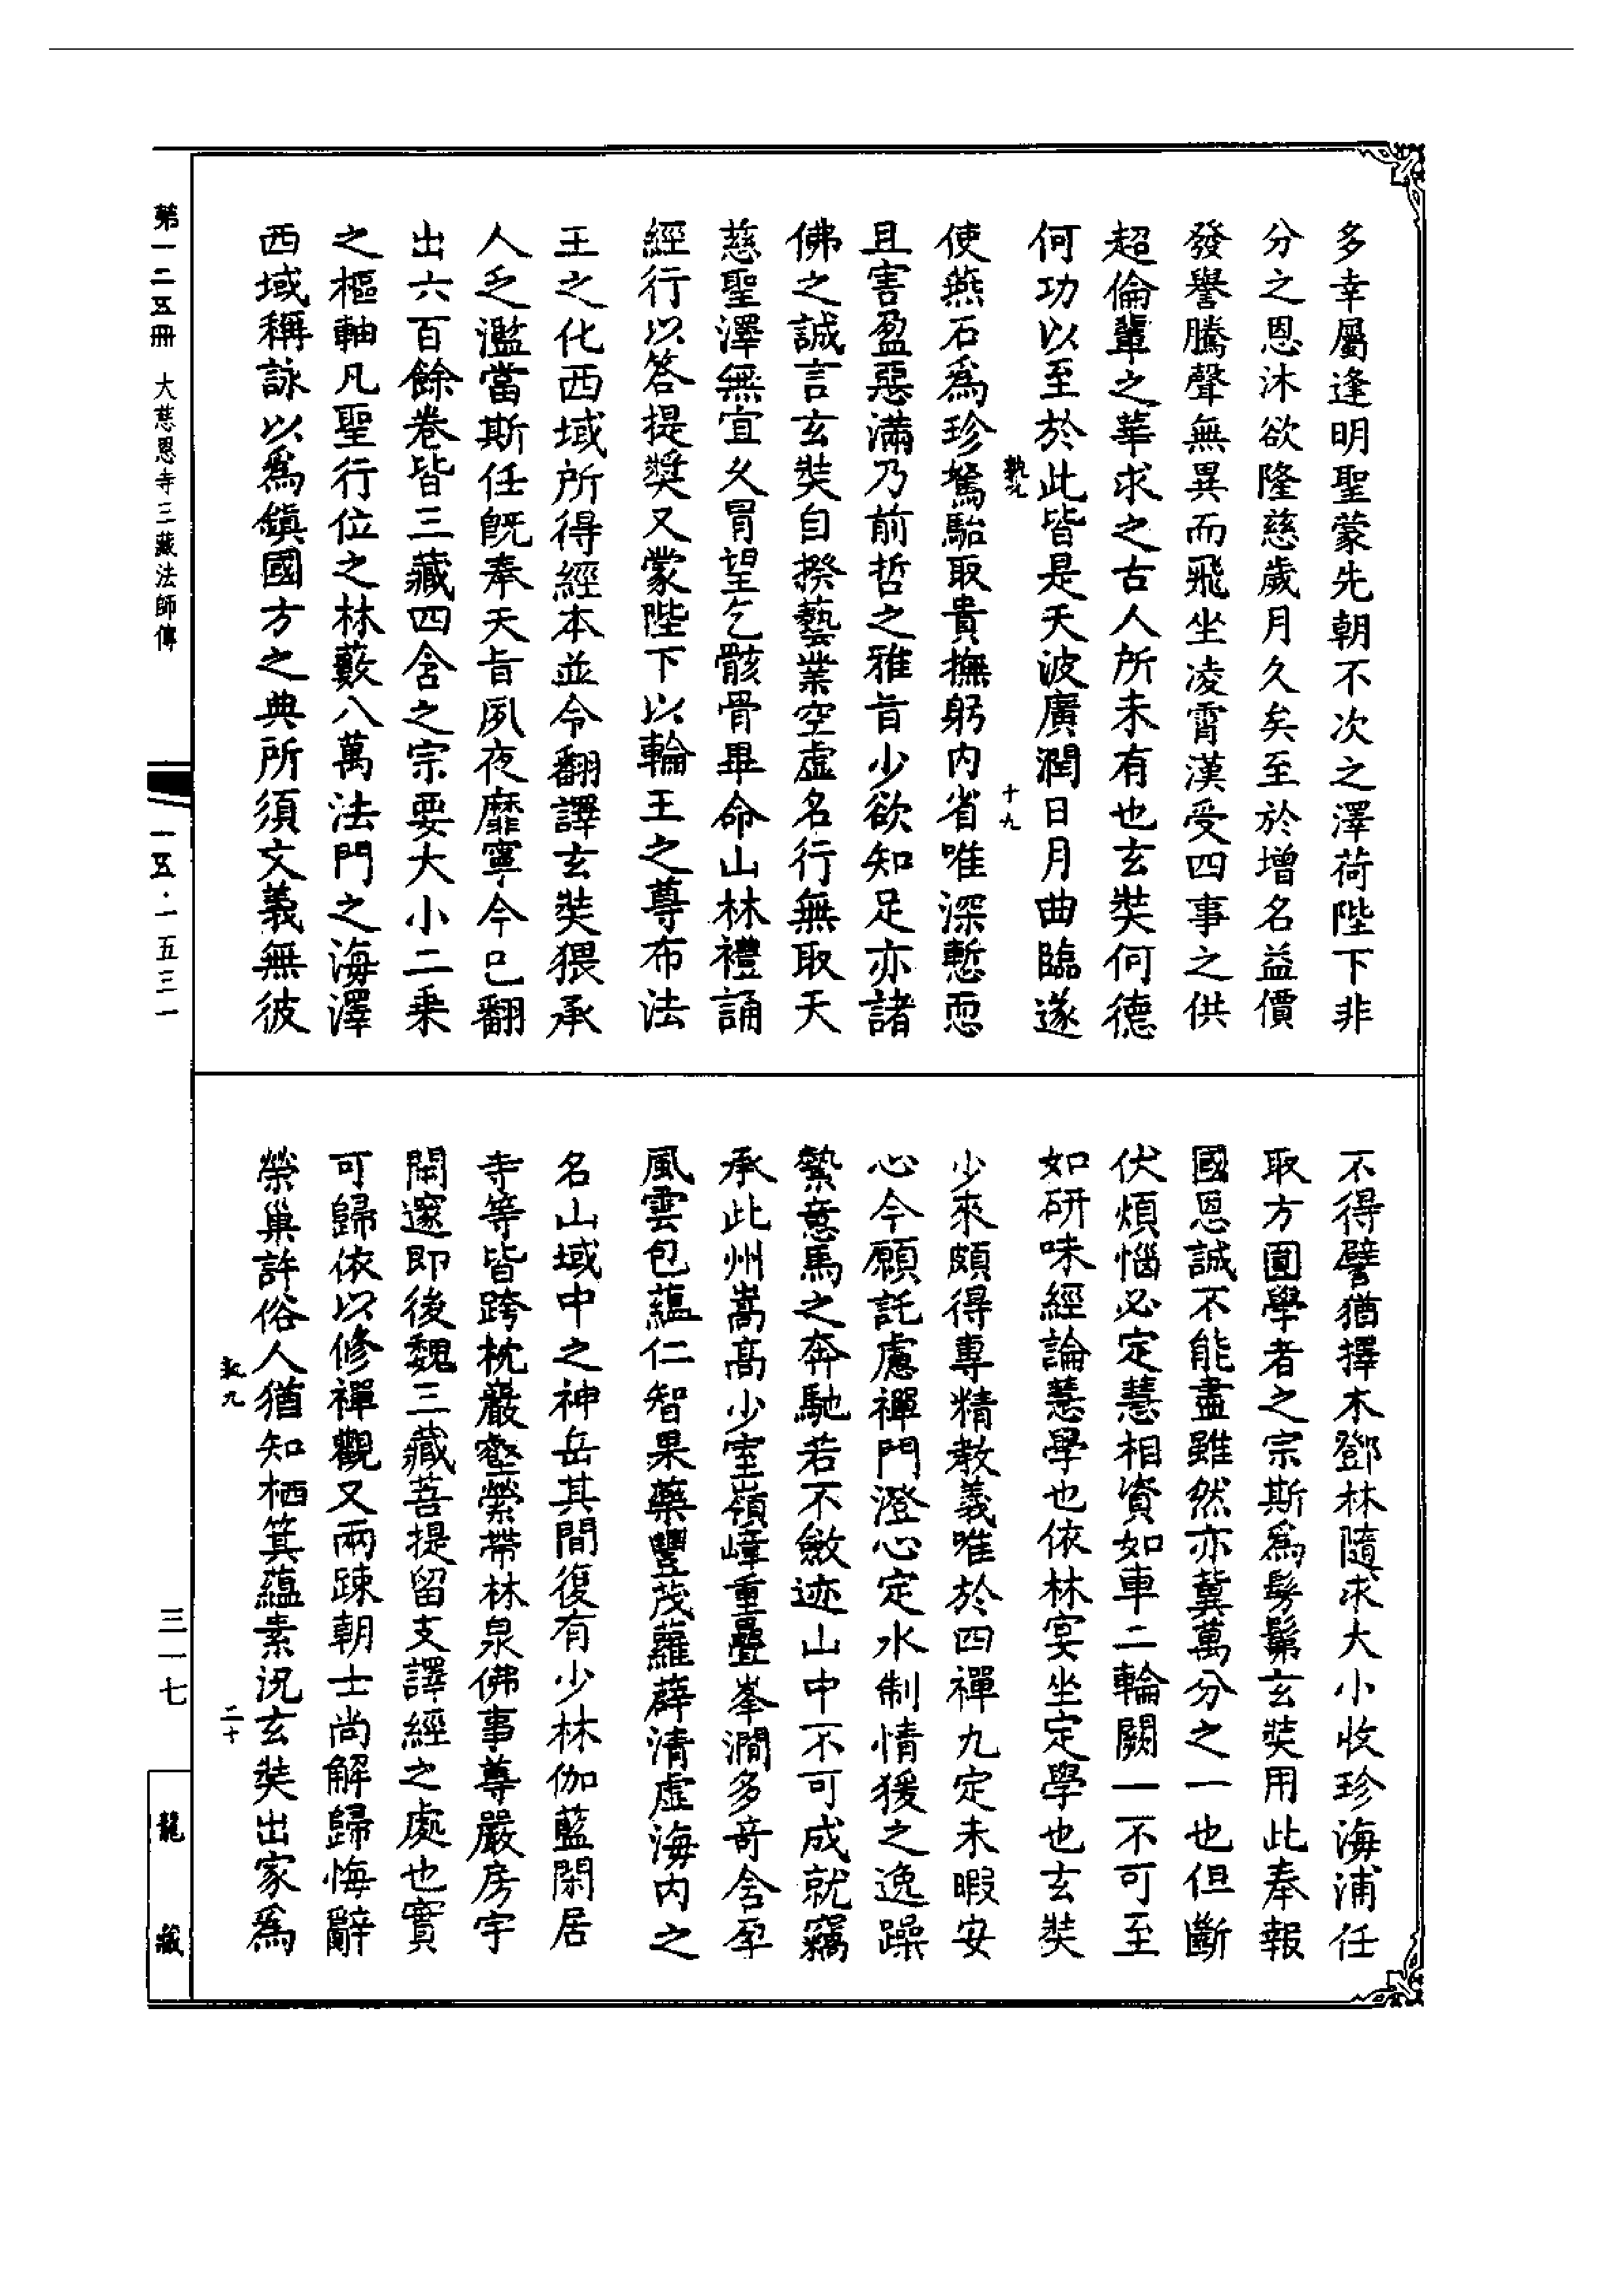 多幸屬逢明聖蒙先朝不次之澤荷陛下非
分之恩沐欲隆慈歲月久矣至於增名益價
發譽騰聲無異而飛坐凌霄漢受四事之供
超倫輩之華求之古人所未有也玄奘何德
何功以至於此皆是天波廣潤日月曲臨遂
十九
使燕石爲珍駑駘取貴撫躬内省唯深慙恧
且害盈惡滿乃前哲之雅旨少欲知足亦諸
佛之誠言玄奘自揆藝業空虛名行無取天
慈聖澤無宜久冐望乞骸骨畢命山林禮誦
經行以答提奬又蒙陛下以輪王之尊布法
王之化西域所得經本並令翻譯玄奘猥承
人乏濫當斯任旣奉天旨夙夜靡寧今已翻
出六百餘卷皆三藏四含之宗要大小二乗
之樞軸凡聖行位之林藪八萬法門之海澤
西域稱詠以爲鎭國方之典所須文義無彼
不得譬猶擇木鄧林隨求大小收珍海浦任
取方圓學者之宗斯爲髣髴玄奘用此奉報
國恩誠不能盡雖然亦冀萬分之一也但斷
伏煩惱必定慧相資如車二輪闕一不可至
如研味經論慧學也依林宴坐定學也玄奘
少來頗得專精教義唯於四禪九定未暇安
心今願託慮禪門澄心定水制情猨之逸躁
縶意馬之奔馳若不斂迹山中不可成就竊
承此州嵩高少室嶺嶂重疊峯澗多竒含孕
風雲包蘊仁智果藥豐茂蘿薜清虛海内之
名山域中之神岳其間復有少林伽藍閑居
寺等皆跨枕巖壑縈帶林泉佛事尊嚴房宇
閑邃即後魏三藏菩提留支譯經之處也實
可歸依以修禪觀又兩踈朝士尚解歸悔辭
榮巢許俗人猶知栖箕蘊素況玄奘出家爲
二十
第一二五冊 大慈恩寺三藏法師傳
一五·一五三一
三一七
龍藏